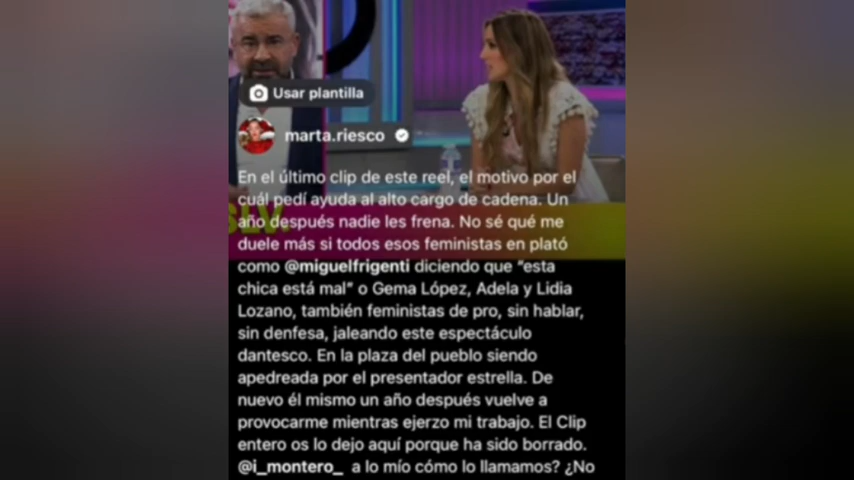 Usar plantilla
marta.riesco
En el último clip de este reel, el motivo por el
cuál pedí ayuda al alto cargo de cadena. Un
año después nadie les frena. No sé qué me
duele más si todos esos feministas en plató
como @miguelfrigenti diciendo que “esta
chica está mal” o Gema López, Adela y Lidia
Lozano, también feministas de pro, sin hablar,
sin denfesa, jaleando este espectáculo
dantesco. En la plaza del pueblo siendo
apedreada por el presentador estrella. De
nuevo él mismo un año después vuelve a
provocarme mientras ejerzo mi trabajo. El Clip
entero os lo dejo aquí porque ha sido borrado.
@i_montero_ a lo mío cómo lo llamamos? ¿No